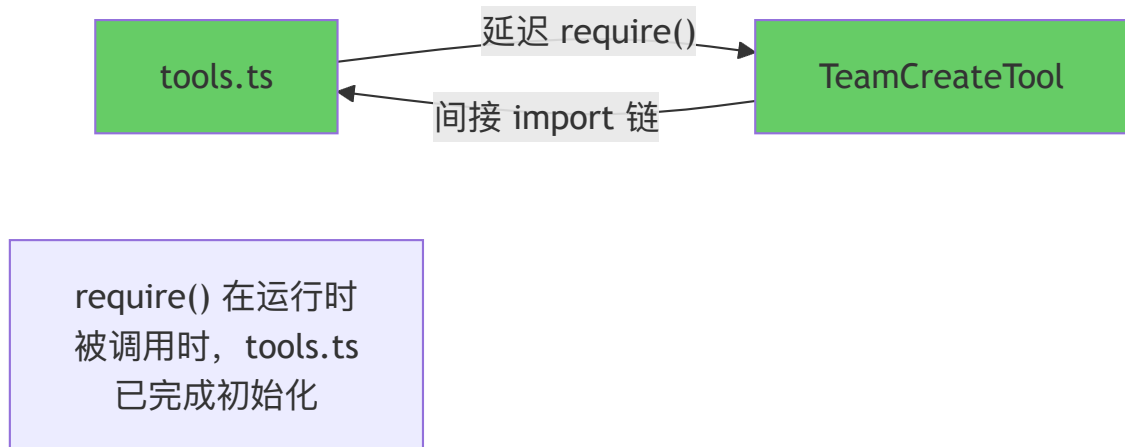 延迟 require()
tools.ts
TeamCreateTool
间接 import 链
require() 在运行时
被调用时，tools.ts
已完成初始化